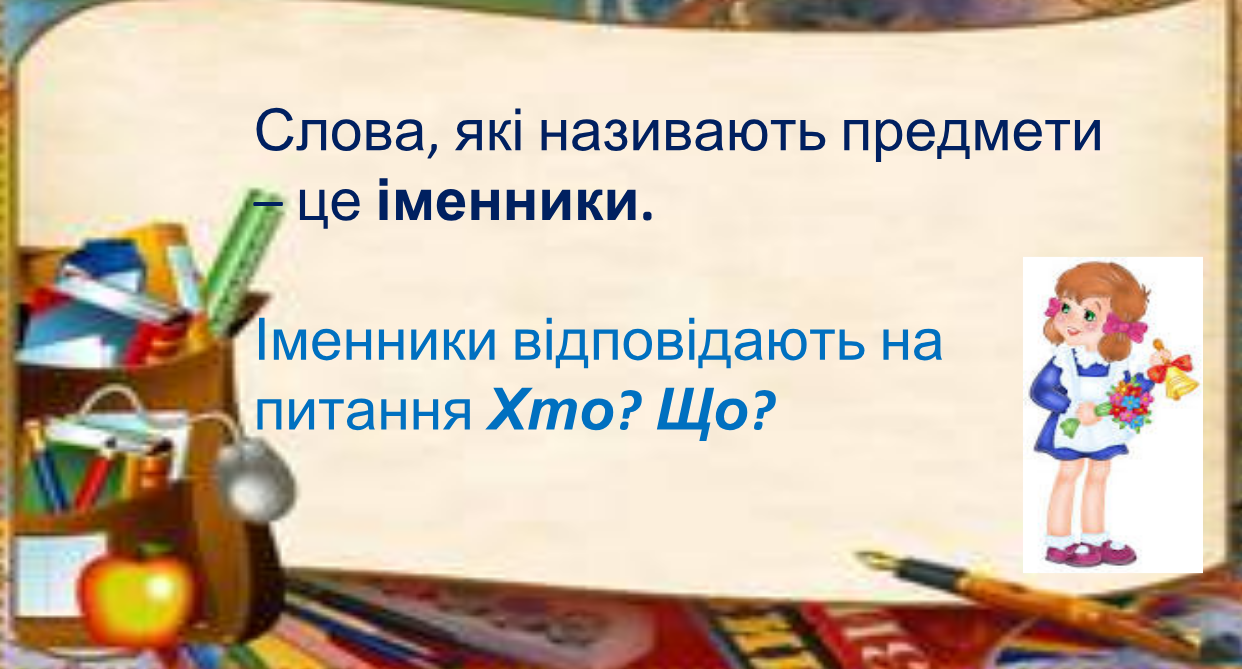 Слова, які називають предмети
– це іменники.
Іменники відповідають на
питання Хто? Що?